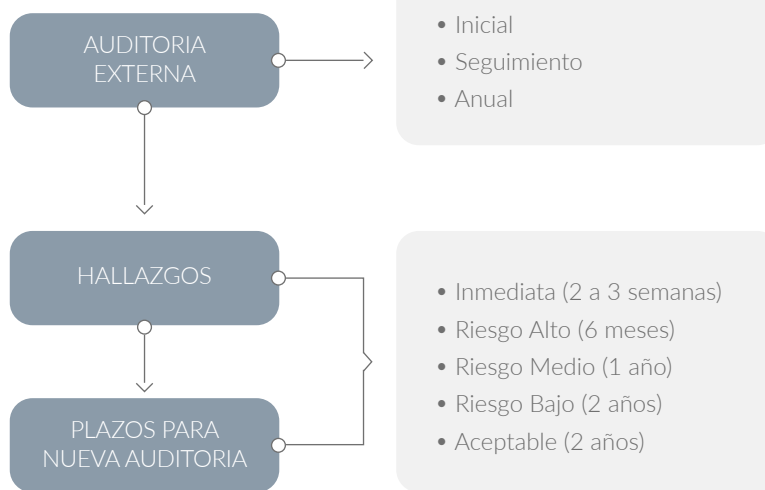 AUDITORIA
EXTERNA
• Inicial
• Seguimiento
• Anual
HALLAZGOS
• Inmediata (2 a 3 semanas)
• Riesgo Alto (6 meses)
• Riesgo Medio (1 año)
• Riesgo Bajo (2 años)
• Aceptable (2 años)
PLAZOS PARA
NUEVA AUDITORIA